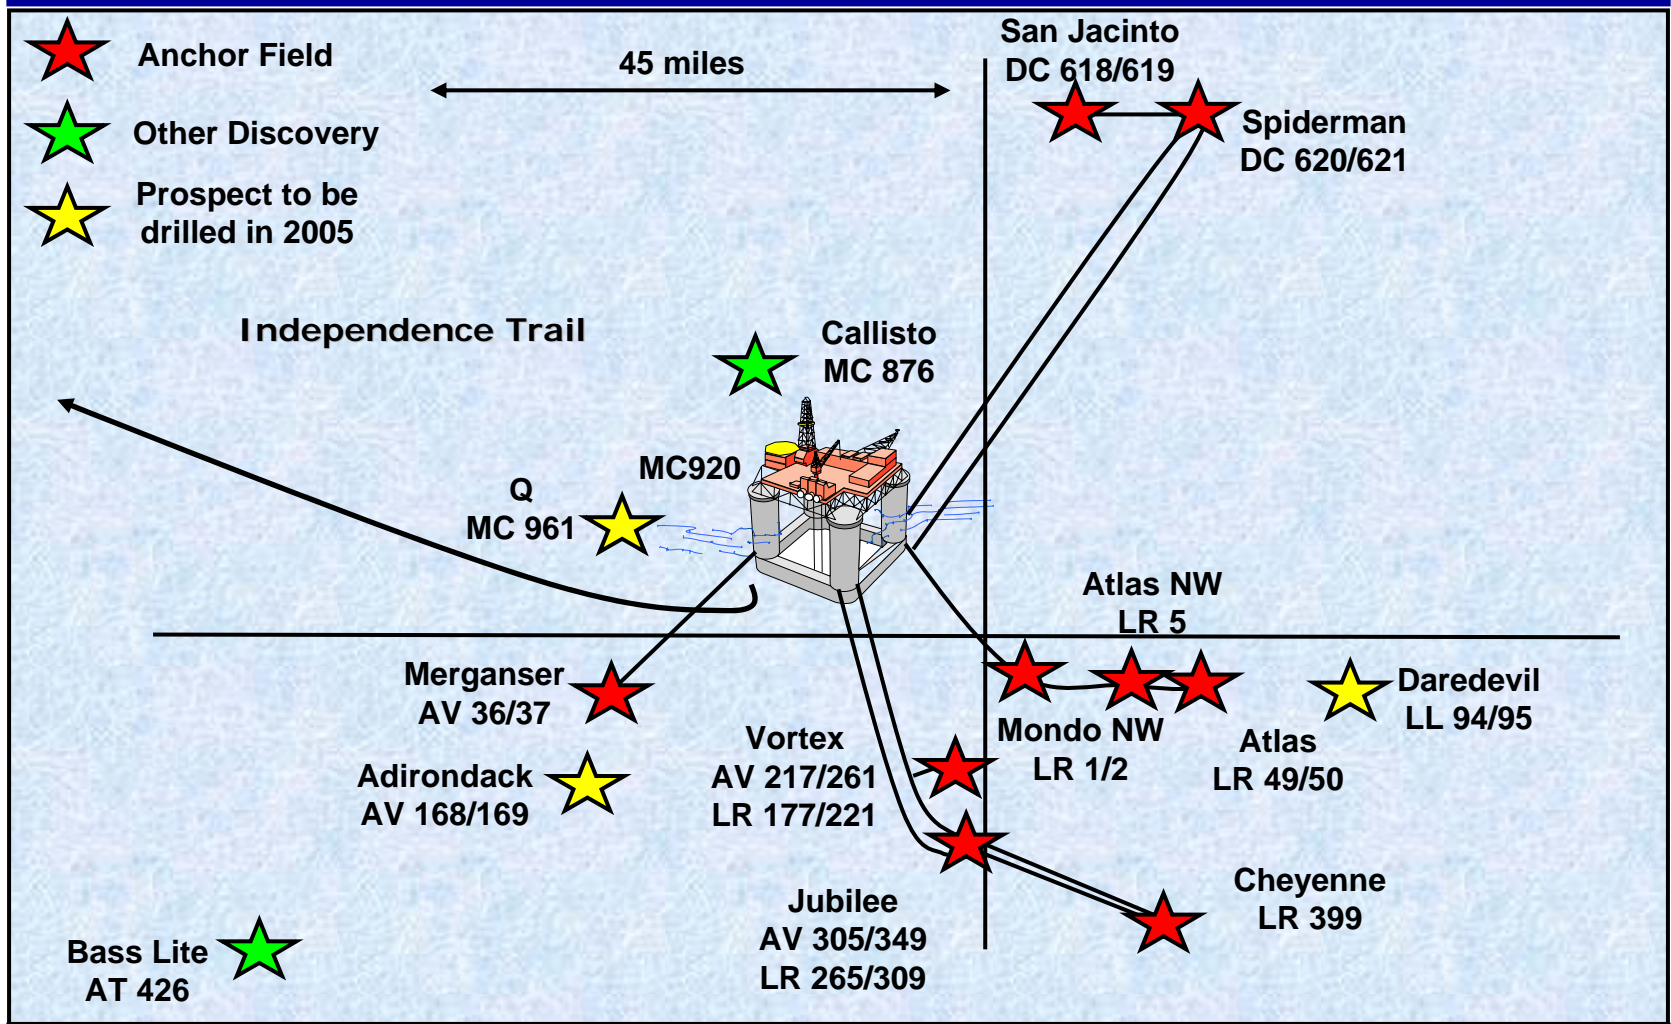 Anchor Field
Other Discovery
Prospect to be
drilled in 2005
45 miles
San Jacinto
DC 618/619
Spiderman
DC 620/621
Independence Trail
Callisto
MC 876
MC920
Q
MC 961
Atlas NW
LR 5
Merganser
AV 36/37
Daredevil
LL 94/95
Mondo NW
LR 1/2
Atlas
LR 49/50
Vortex
AV 217/261
LR 177/221
Adirondack
AV 168/169
Cheyenne
LR 399
Jubilee
AV 305/349
LR 265/309
Bass Lite
AT 426